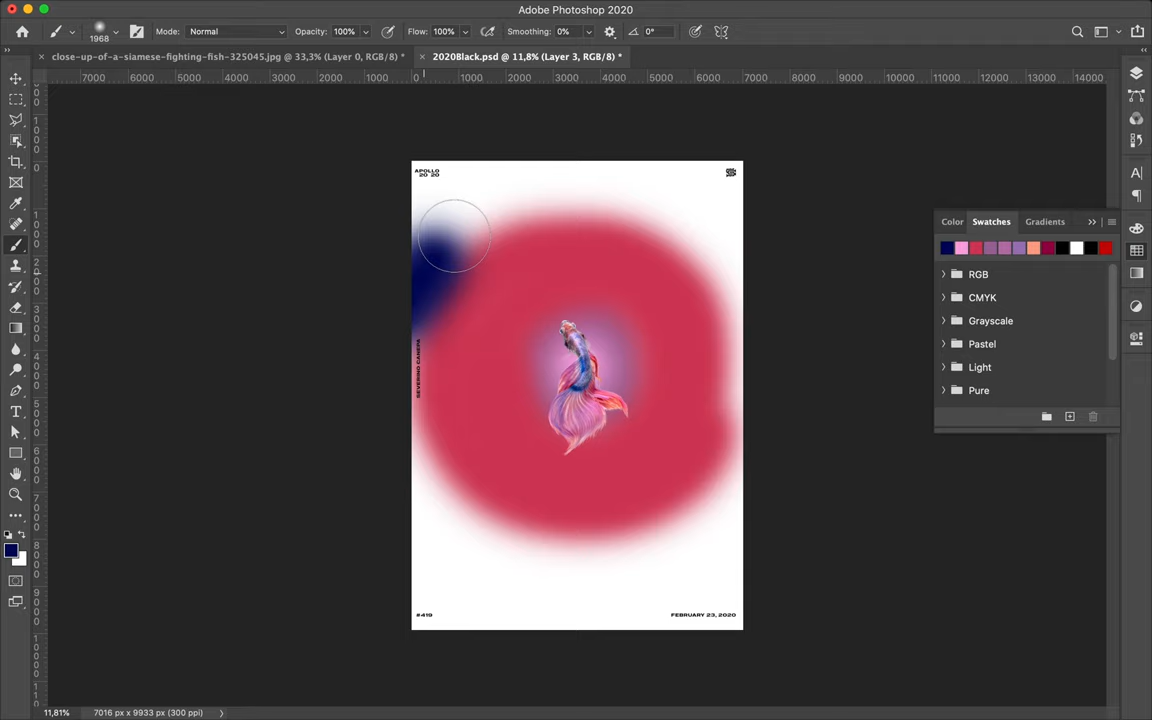 Adobe Photoshop 2020
1968 Mode: Normal Opacity: 100% Flow: 100% Smoothing: 0% 0°
close-up-of-a-siamese-fighting-fish-325045.jpg @ 33,3% (Layer 0, RGB/8) *
2020Black.psd @ 11,8% (Layer 3, RGB/8) *
7000 6000 5000 4000 3000 2000 1000 0 1000 2000 3000 4000 5000 6000 7000 8000 9000 10000 11000 12000 13000 14000
APOLLO
20 20
SEVERINO CANEPA
#419
FEBRUARY 23, 2020
Color Swatches Gradients
RGB
CMYK
Grayscale
Pastel
Light
Pure
11,81% 7016 px x 9933 px (300 ppi)